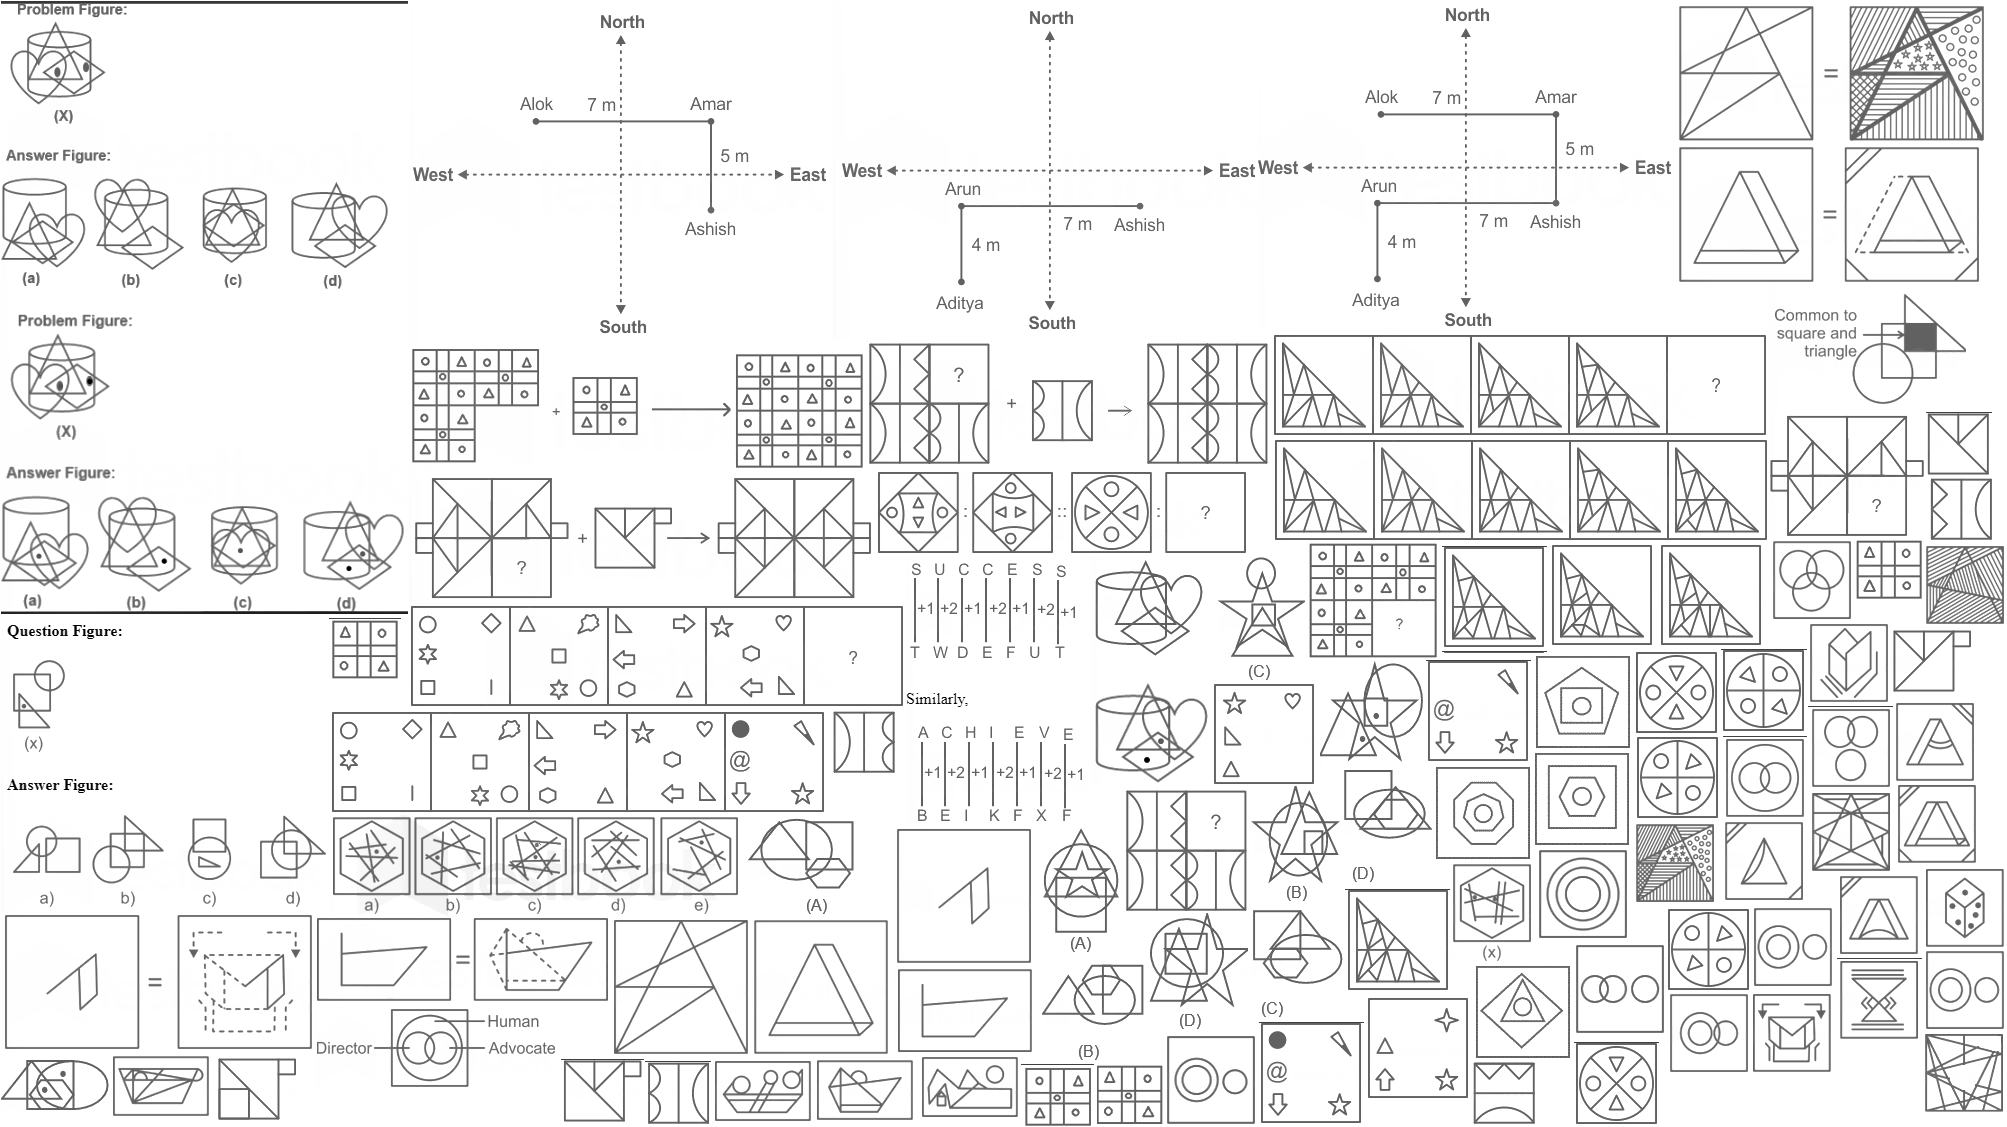 Problem Figure:
(X)
Answer Figure:
(a) (b) (c) (d)
Problem Figure:
(X)
Answer Figure:
(a) (b) (c) (d)
Question Figure:
(x)
Answer Figure:
a) b) c) d)
North
Alok 7 m Amar
5 m
West East
Ashish
South
North
West East
Arun
7 m Ashish
4 m
Aditya
South
North
Alok 7 m Amar
5 m
West East
Arun
7 m Ashish
4 m
Aditya
South
=
=
Common to
square and
triangle
+
?
+
?
?
+
: :: : ?
?
S U C C E S S
+1 +2 +1 +2 +1 +2 +1
T W D E F U T
Similarly,
A C H I E V E
+1 +2 +1 +2 +1 +2 +1
B E I K F X F
?
@
a) b) c) d) e)
(A)
=
=
Human
Director Advocate
(C)
?
?
@
?
(A)
(B)
(D)
(B)
(D)
(C)
(x)
@